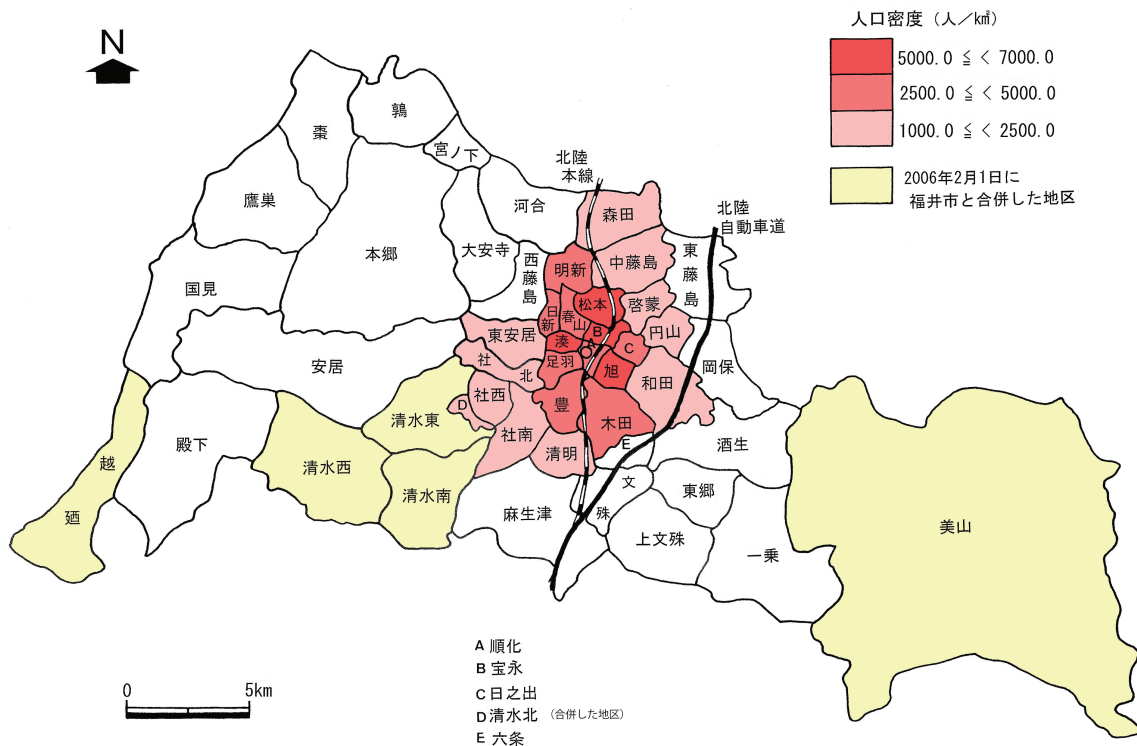 人口密度（人／㎢）
5000.0 ≦ ＜ 7000.0
2500.0 ≦ ＜ 5000.0
1000.0 ≦ ＜ 2500.0
2006年2月1日に
福井市と合併した地区
N
北陸
本線
北陸
自動車道
鶉
棗
宮ノ下
鷹巣
河合
森田
本郷
大安寺
西藤島
中藤島
東藤島
明新
国見
松本
啓蒙
日新
春山
B
円山
東安居
湊
A
C
安居
社北
足羽
旭
岡保
社西
和田
D
豊
清水東
木田
殿下
社南
E
清明
酒生
越廼
清水西
清水南
文殊
東郷
麻生津
上文殊
一乗
美山
A 順化
B 宝永
C 日之出
D 清水北 （合併した地区）
E 六条
0 5km